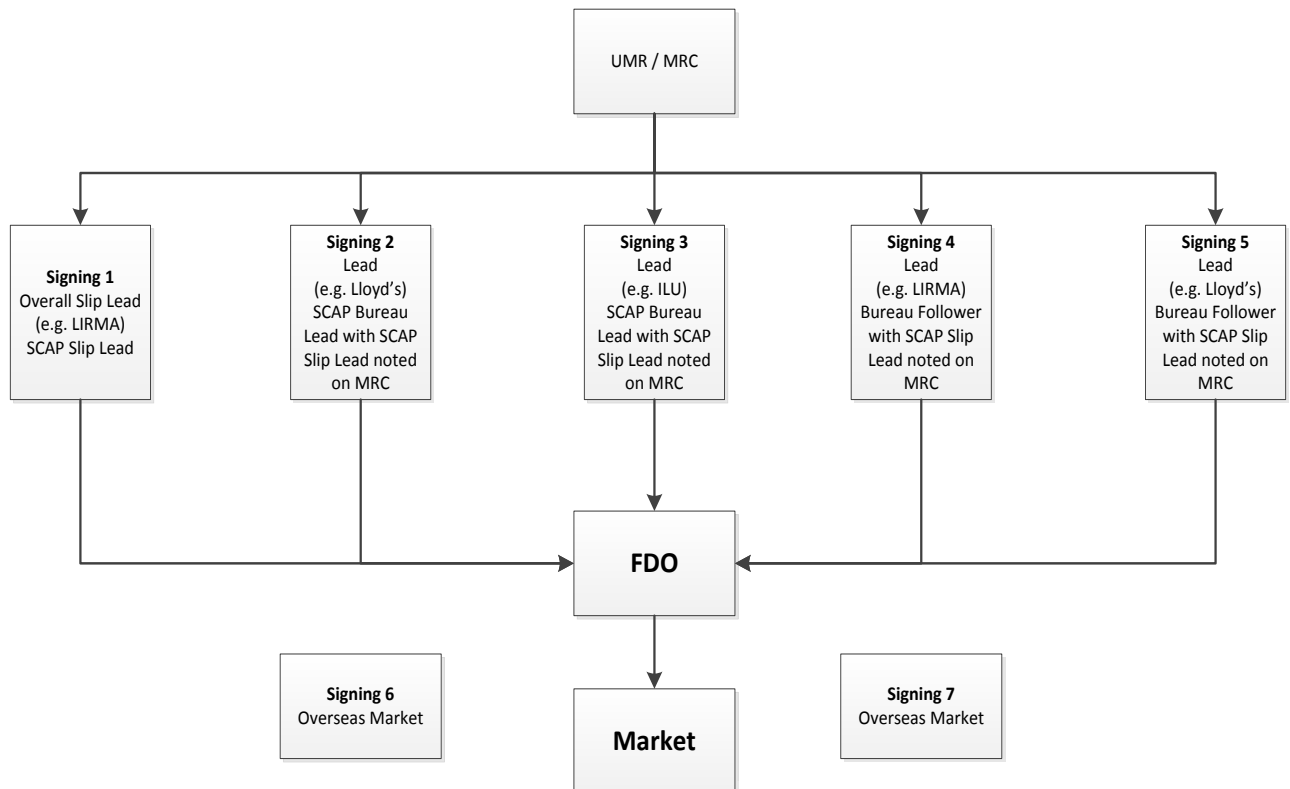 UMR / MRC
Signing 1
Overall Slip Lead
(e.g. LIRMA)
SCAP Slip Lead
Signing 2
Lead
(e.g. Lloyd’s)
SCAP Bureau
Lead with SCAP
Slip Lead noted
on MRC
Signing 3
Lead
(e.g. ILU)
SCAP Bureau
Lead with SCAP
Slip Lead noted
on MRC
Signing 4
Lead
(e.g. LIRMA)
Bureau Follower
with SCAP Slip
Lead noted on
MRC
Signing 5
Lead
(e.g. Lloyd’s)
Bureau Follower
with SCAP Slip
Lead noted on
MRC
FDO
Signing 6
Overseas Market
Market
Signing 7
Overseas Market